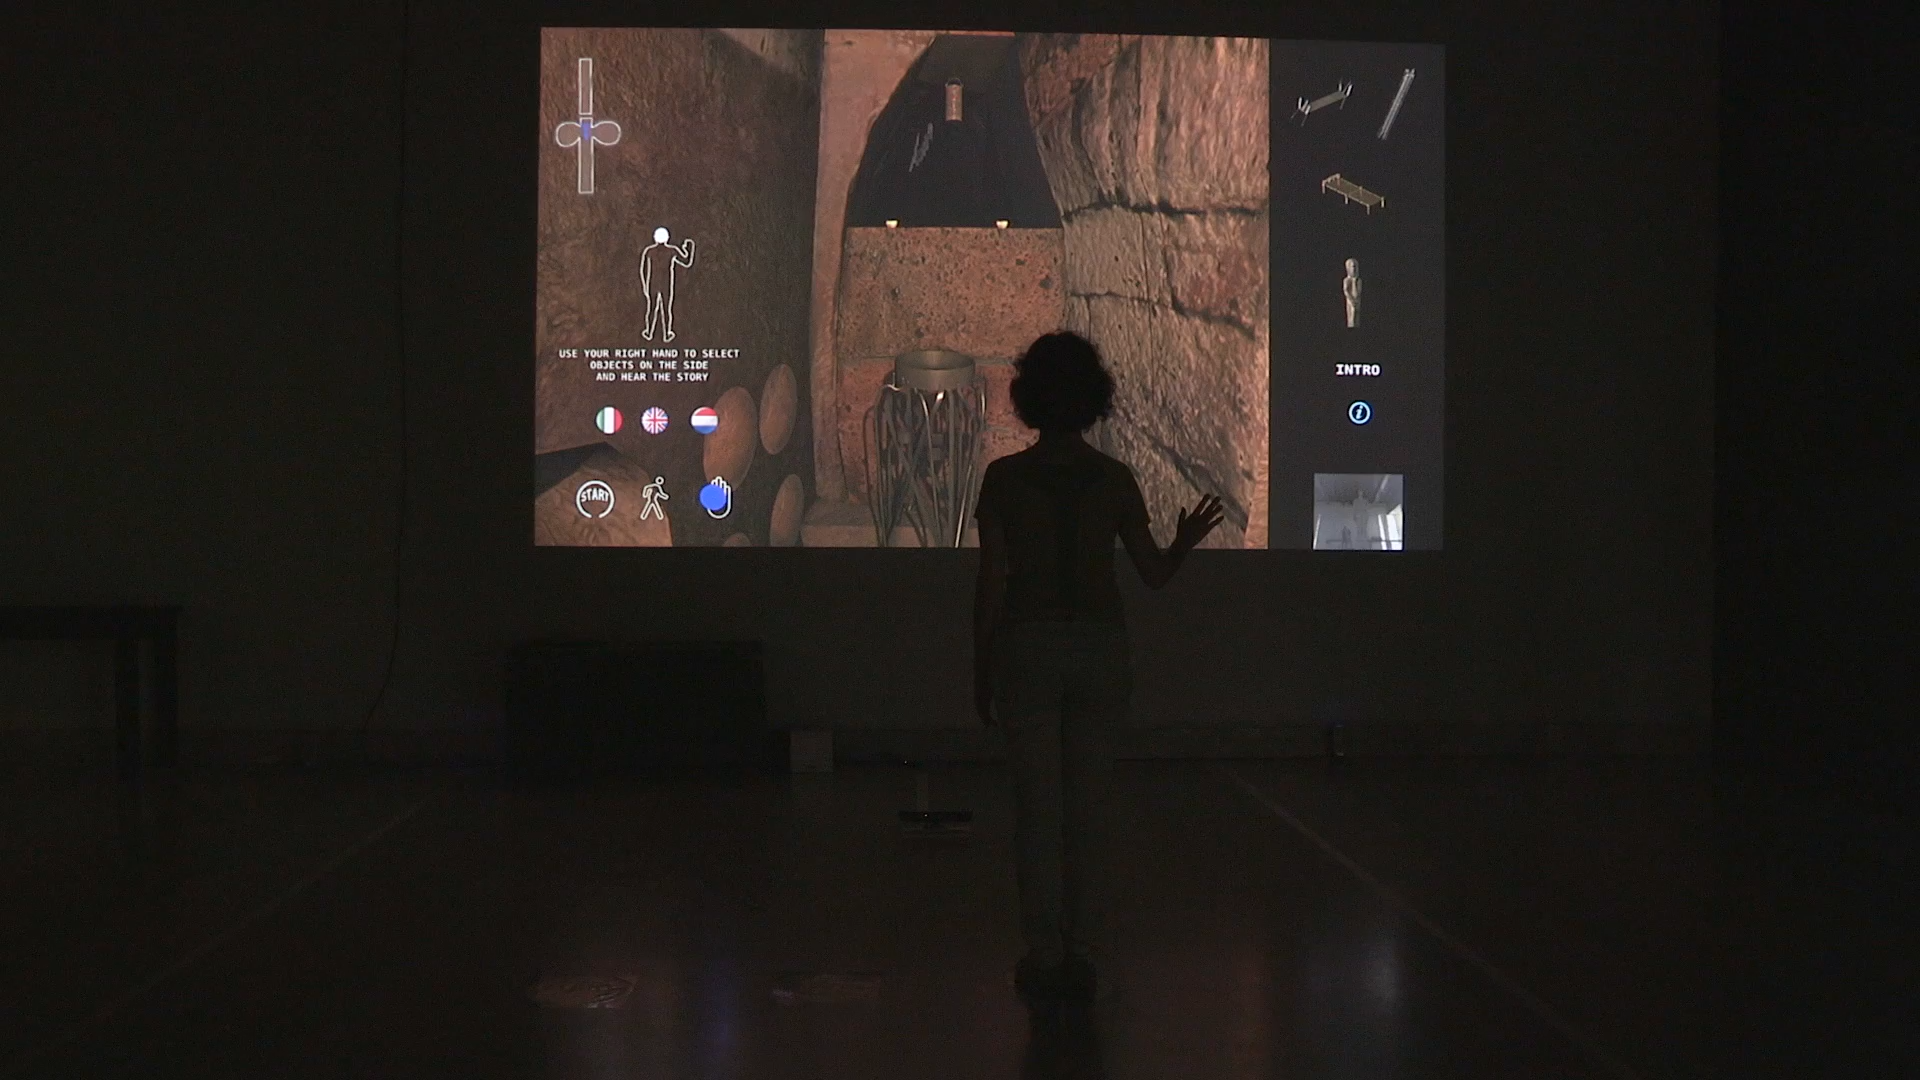 USE YOUR RIGHT HAND TO SELECT
OBJECTS ON THE SIDE
AND HEAR THE STORY
START
INTRO
i